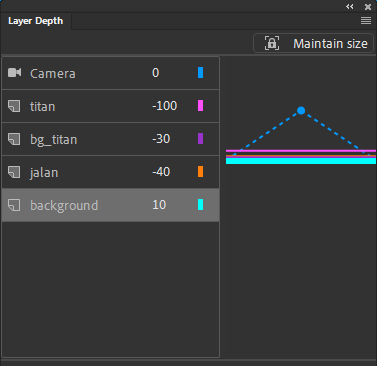 Layer Depth
Maintain size
Camera 0
titan -100
bg_titan -30
jalan -40
background 10